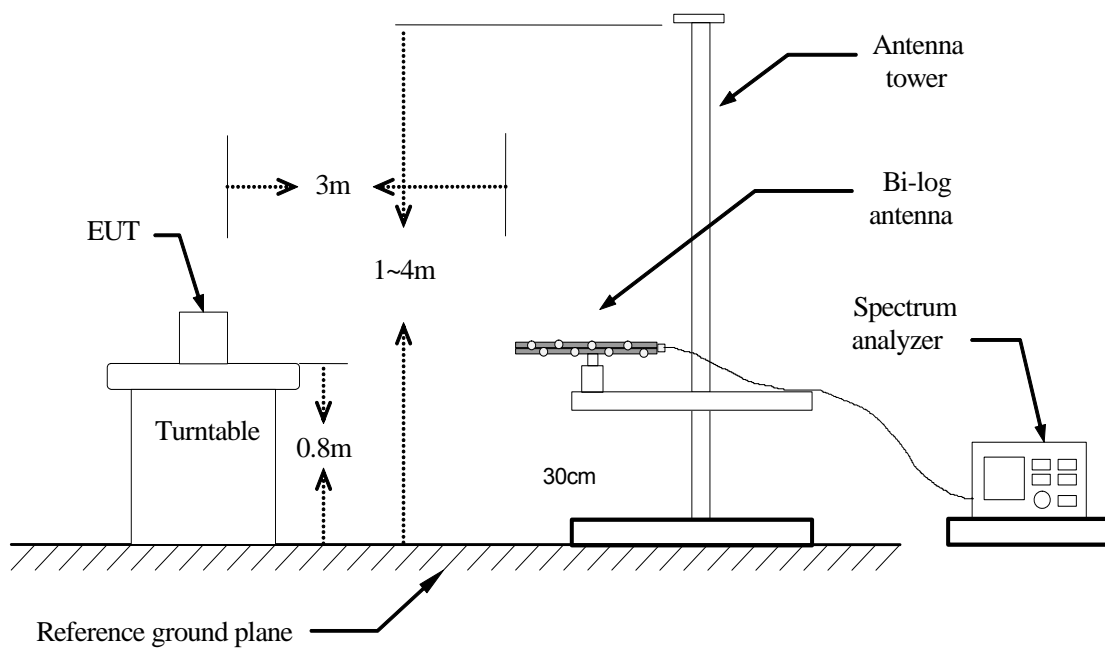 Antenna
tower
3m
Bi-log
antenna
EUT
1~4m
Spectrum
analyzer
Turntable
0.8m
30cm
Reference ground plane